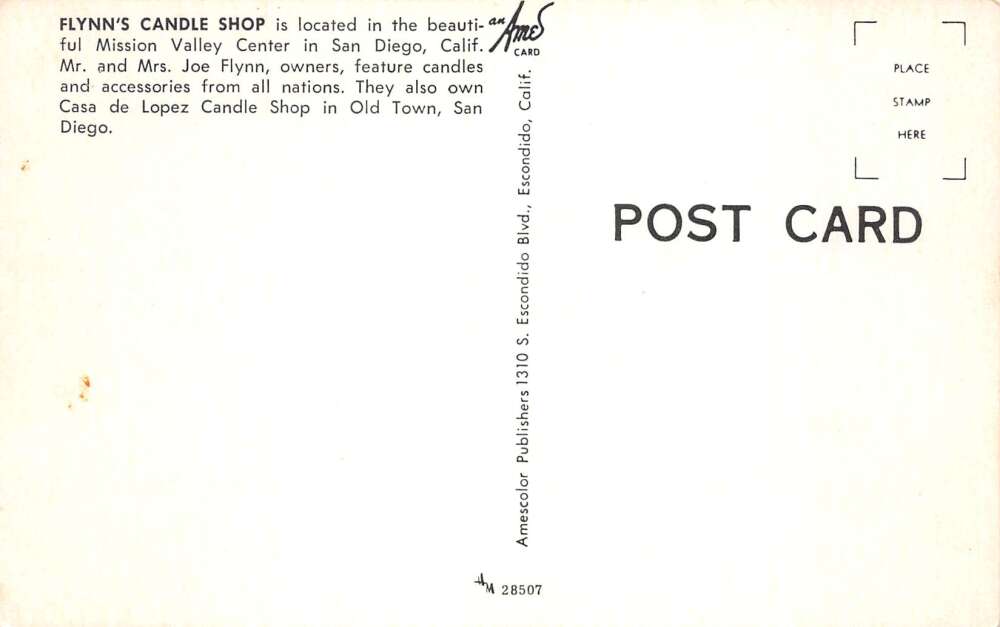 FLYNN'S CANDLE SHOP is located in the beauti-
ful Mission Valley Center in San Diego, Calif.
Mr. and Mrs. Joe Flynn, owners, feature candles
and accessories from all nations. They also own
Casa de Lopez Candle Shop in Old Town, San
Diego.
an Ames
CARD
Amescolor Publishers 1310 S. Escondido Blvd., Escondido, Calif.
HM 28507
PLACE
STAMP
HERE
POST CARD